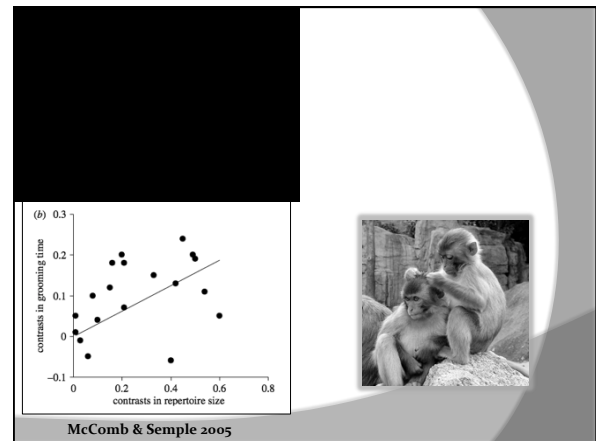 (b) 0.3
0.2
0.1
0
–0.1
contrasts in grooming time
0 0.2 0.4 0.6 0.8
contrasts in repertoire size
McComb & Semple 2005